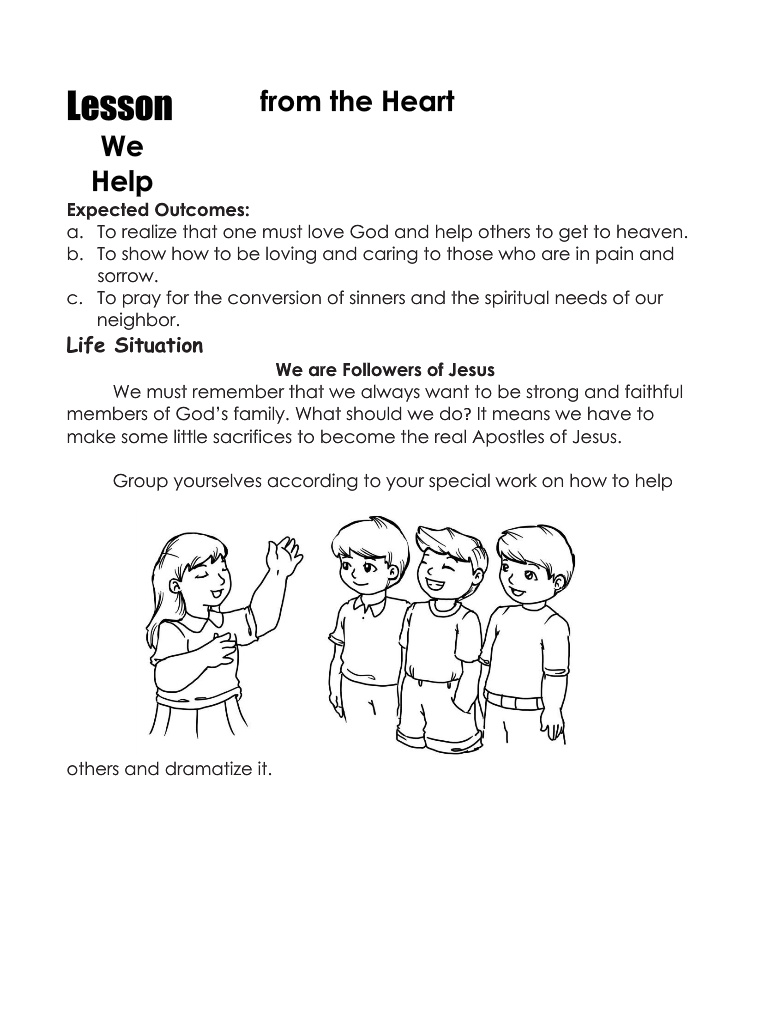 Lesson from the Heart
We
Help
Expected Outcomes:
a. To realize that one must love God and help others to get to heaven.
b. To show how to be loving and caring to those who are in pain and
sorrow.
c. To pray for the conversion of sinners and the spiritual needs of our
neighbor.
Life Situation
We are Followers of Jesus
We must remember that we always want to be strong and faithful
members of God's family. What should we do? It means we have to
make some little sacrifices to become the real Apostles of Jesus.
Group yourselves according to your special work on how to help
others and dramatize it.